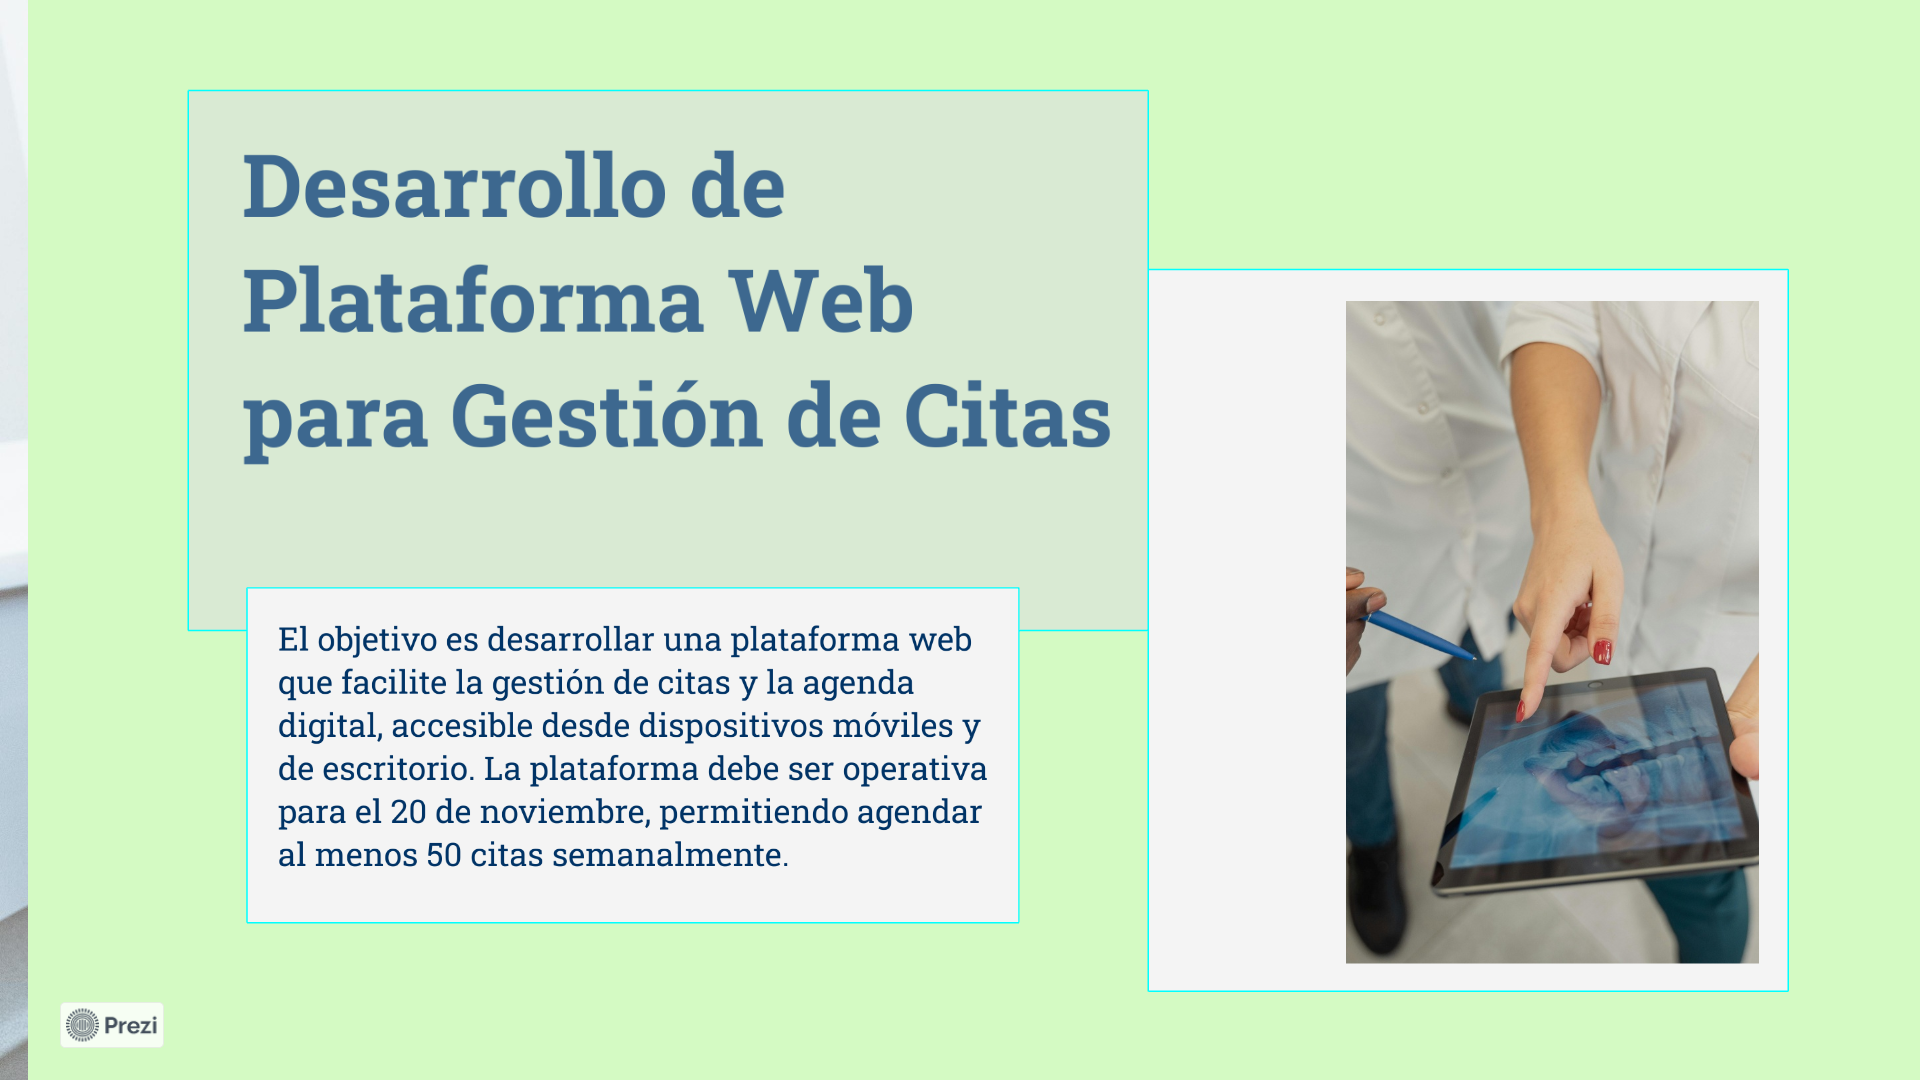 Desarrollo de
Plataforma Web
para Gestión de Citas
El objetivo es desarrollar una plataforma web
que facilite la gestión de citas y la agenda
digital, accesible desde dispositivos móviles y
de escritorio. La plataforma debe ser operativa
para el 20 de noviembre, permitiendo agendar
al menos 50 citas semanalmente.
Prezi